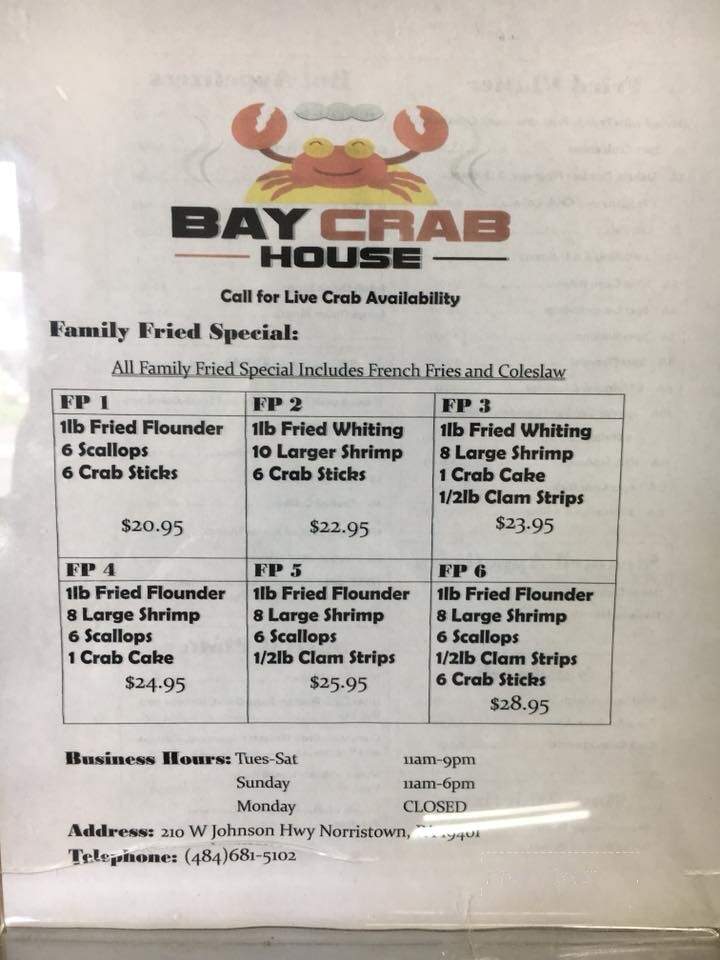 BAY CRAB
HOUSE
Call for Live Crab Availability
Family Fried Special:
All Family Fried Special Includes French Fries and Coleslaw
FP 1
1lb Fried Flounder
6 Scallops
6 Crab Sticks
$20.95
FP 2
1lb Fried Whiting
10 Larger Shrimp
6 Crab Sticks
$22.95
FP 3
1lb Fried Whiting
8 Large Shrimp
1 Crab Cake
1/2lb Clam Strips
$23.95
FP 4
1lb Fried Flounder
8 Large Shrimp
6 Scallops
1 Crab Cake
$24.95
FP 5
1lb Fried Flounder
8 Large Shrimp
6 Scallops
1/2lb Clam Strips
$25.95
FP 6
1lb Fried Flounder
8 Large Shrimp
6 Scallops
1/2lb Clam Strips
6 Crab Sticks
$28.95
Business Hours: Tues-Sat 11am-9pm
Sunday 11am-6pm
Monday CLOSED
Address: 210 W Johnson Hwy Norristown, 19401
Telephone: (484)681-5102